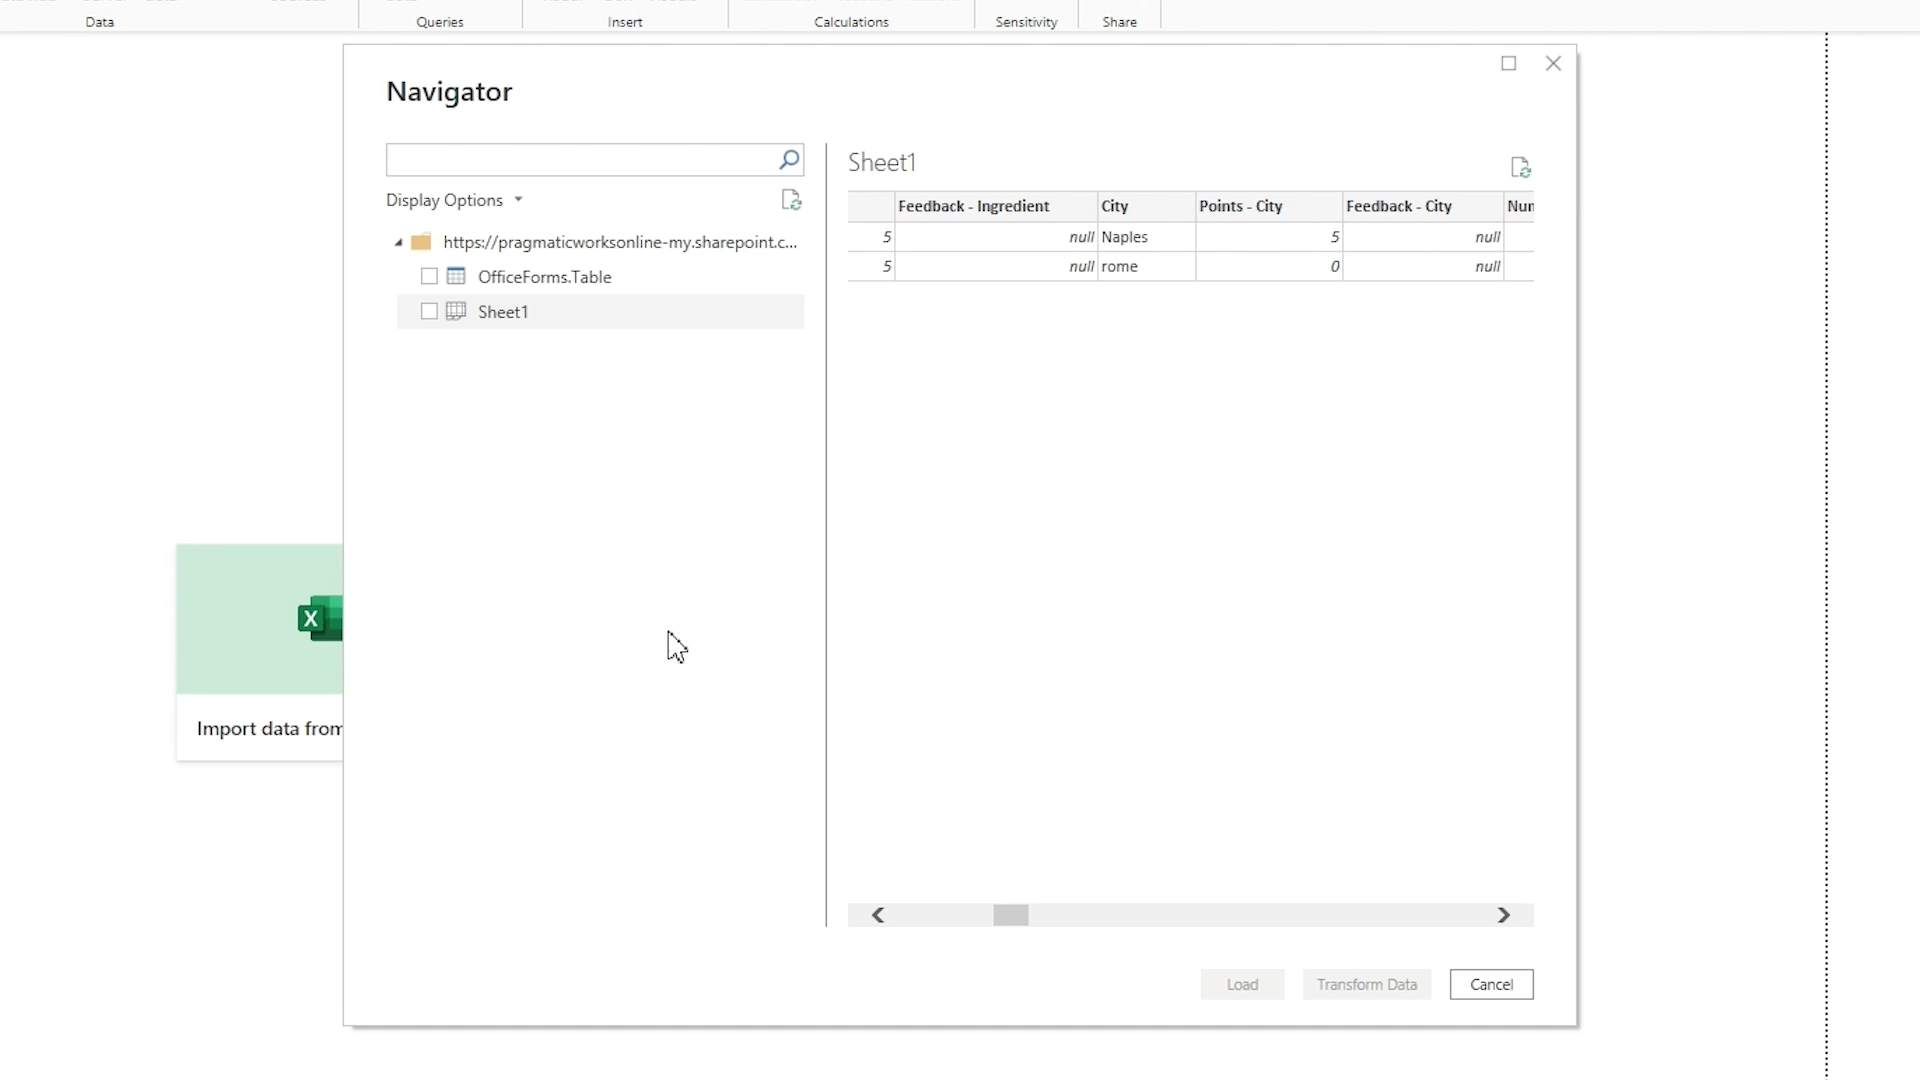 Data Queries Insert Calculations Sensitivity Share
Navigator
Display Options
https://pragmaticworksonline-my.sharepoint.c...
OfficeForms.Table
Sheet1
Sheet1
Feedback - Ingredient City Points - City Feedback - City Nun
5 null Naples 5 null
5 null rome 0 null
X
Import data from
Load Transform Data Cancel